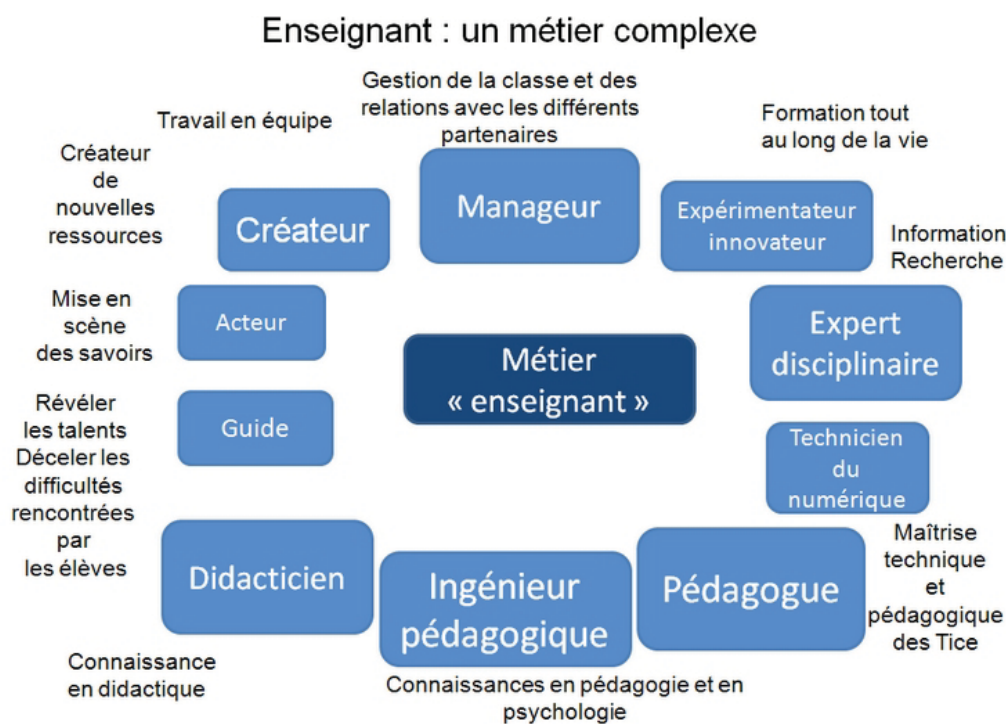 Enseignant : un métier complexe
Gestion de la classe et des
relations avec les différents
partenaires
Travail en équipe
Formation tout
au long de la vie
Créateur
de
nouvelles
ressources
Créateur
Manageur
Expérimentateur
innovateur
Information
Recherche
Mise en
scène
des savoirs
Acteur
Métier
« enseignant »
Expert
disciplinaire
Révéler
les talents
Déceler les
difficultés
rencontrées
par
les élèves
Guide
Technicien
du
numérique
Didacticien
Ingénieur
pédagogique
Pédagogue
Maîtrise
technique
et
pédagogique
des Tice
Connaissance
en didactique
Connaissances en pédagogie et en
psychologie